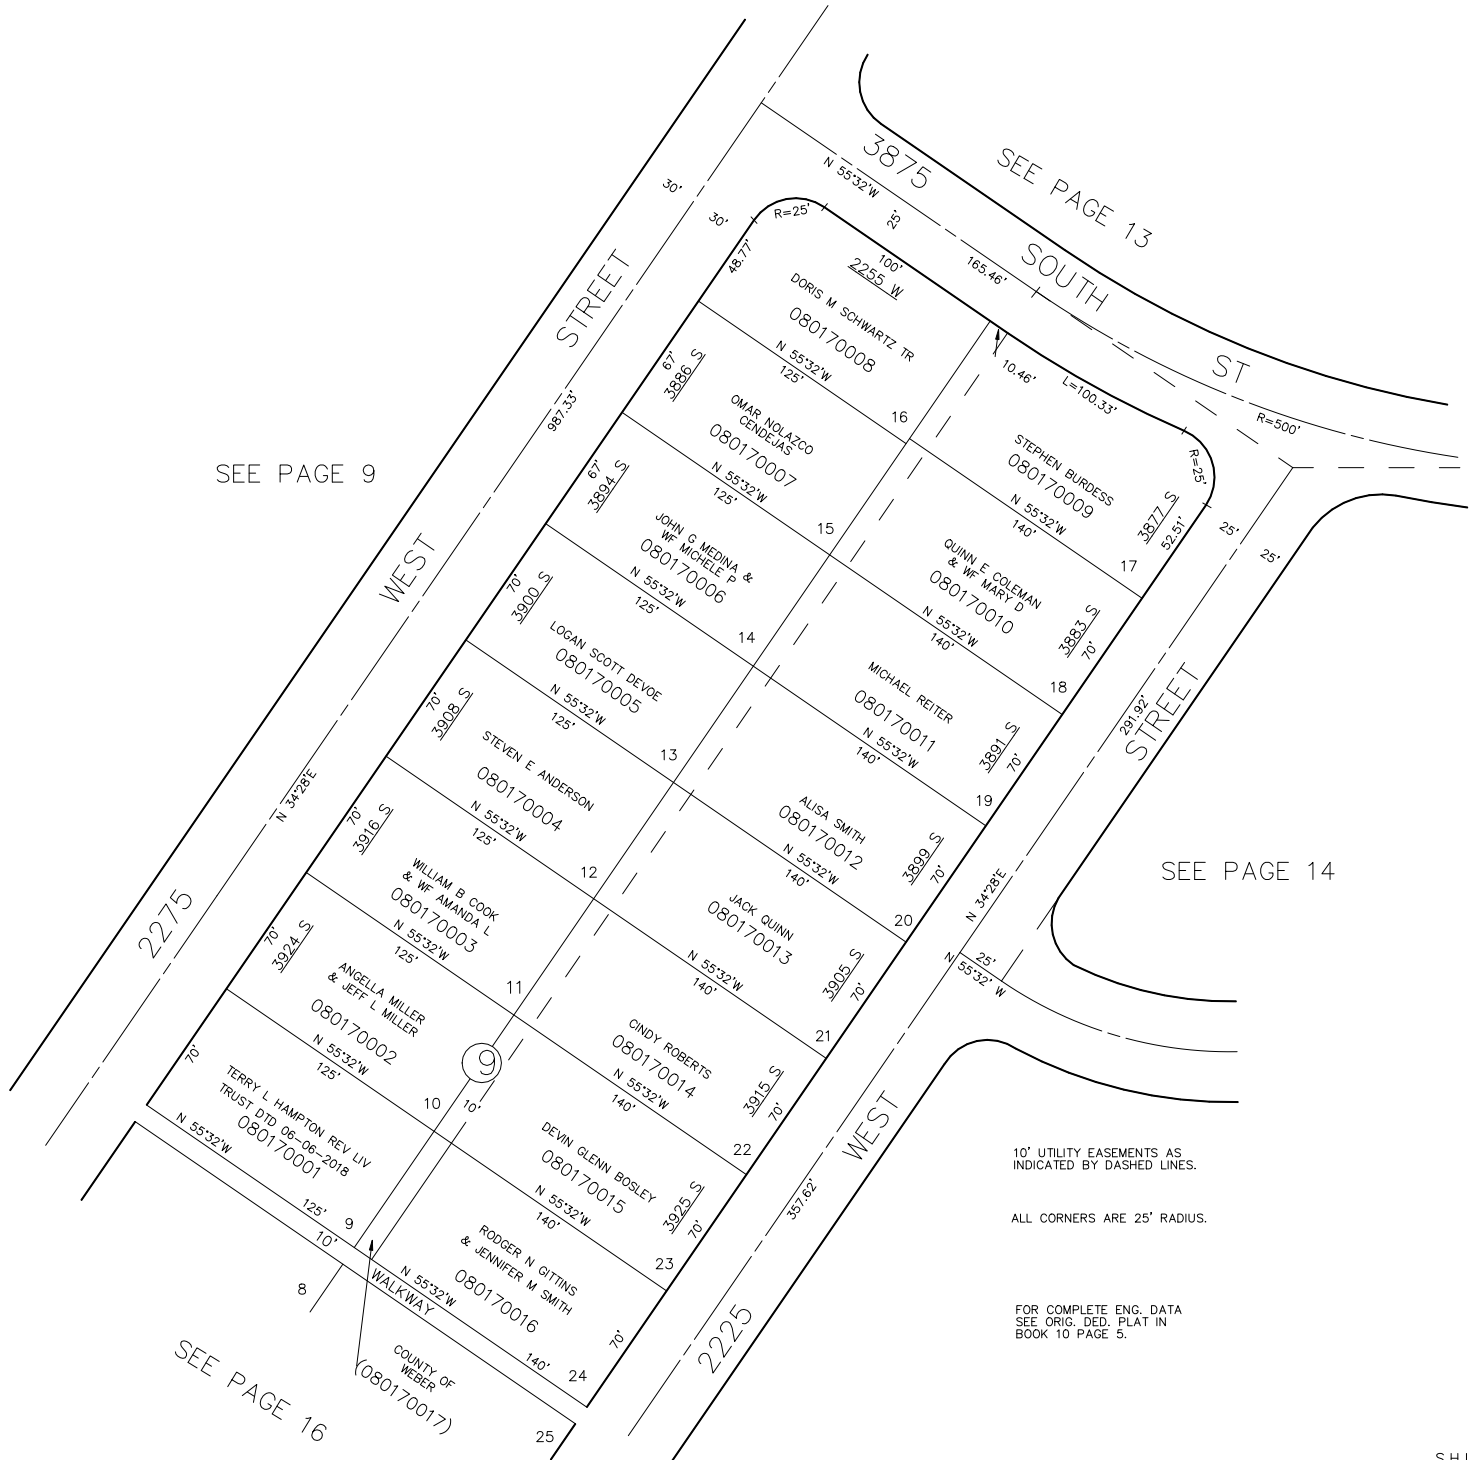 3875
SOUTH
ST
SEE PAGE 13
N 55°32'W
25'
165.46'
30'
30'
R=25'
48.77'
100'
2255 W
DORIS M SCHWARTZ TR
080170008
N 55°32'W
125'
16
10.46'
L=100.33'
R=500'
R=25'
STREET
WEST
2275
987.33'
N 34°28'E
SEE PAGE 9
67'
3886 S
OMAR NOLAZCO
CENDEJAS
080170007
N 55°32'W
125'
15
STEPHEN BURDESS
080170009
N 55°32'W
140'
3877 S
52.51'
17
25'
25'
67'
3894 S
JOHN G MEDINA &
WF MICHELE P
080170006
N 55°32'W
125'
14
QUINN E COLEMAN
& WF MARY D
080170010
N 55°32'W
140'
3883 S
70'
18
70'
3900 S
LOGAN SCOTT DEVOE
080170005
N 55°32'W
125'
13
MICHAEL REITER
080170011
N 55°32'W
140'
3891 S
70'
19
70'
3908 S
STEVEN E ANDERSON
080170004
N 55°32'W
125'
12
ALISA SMITH
080170012
N 55°32'W
140'
3899 S
70'
20
70'
3916 S
WILLIAM B COOK
& WF AMANDA L
080170003
N 55°32'W
125'
11
JACK QUINN
080170013
N 55°32'W
140'
3905 S
70'
21
70'
3924 S
ANGELLA MILLER
& JEFF L MILLER
080170002
N 55°32'W
125'
10
9
10'
CINDY ROBERTS
080170014
N 55°32'W
140'
3915 S
70'
22
70'
TERRY L HAMPTON REV LIV
TRUST DTD 06-06-2018
080170001
N 55°32'W
125'
9
DEVIN GLENN BOSLEY
080170015
N 55°32'W
140'
3925 S
70'
23
RODGER N GITTINS
& JENNIFER M SMITH
080170016
N 55°32'W
140'
70'
24
10'
WALKWAY
8
COUNTY OF
WEBER
(080170017)
25
SEE PAGE 16
STREET
291.92'
N 34°28'E
25'
N 55°32' W
WEST
357.62'
2225
SEE PAGE 14
10' UTILITY EASEMENTS AS
INDICATED BY DASHED LINES.
ALL CORNERS ARE 25' RADIUS.
FOR COMPLETE ENG. DATA
SEE ORIG. DED. PLAT IN
BOOK 10 PAGE 5.